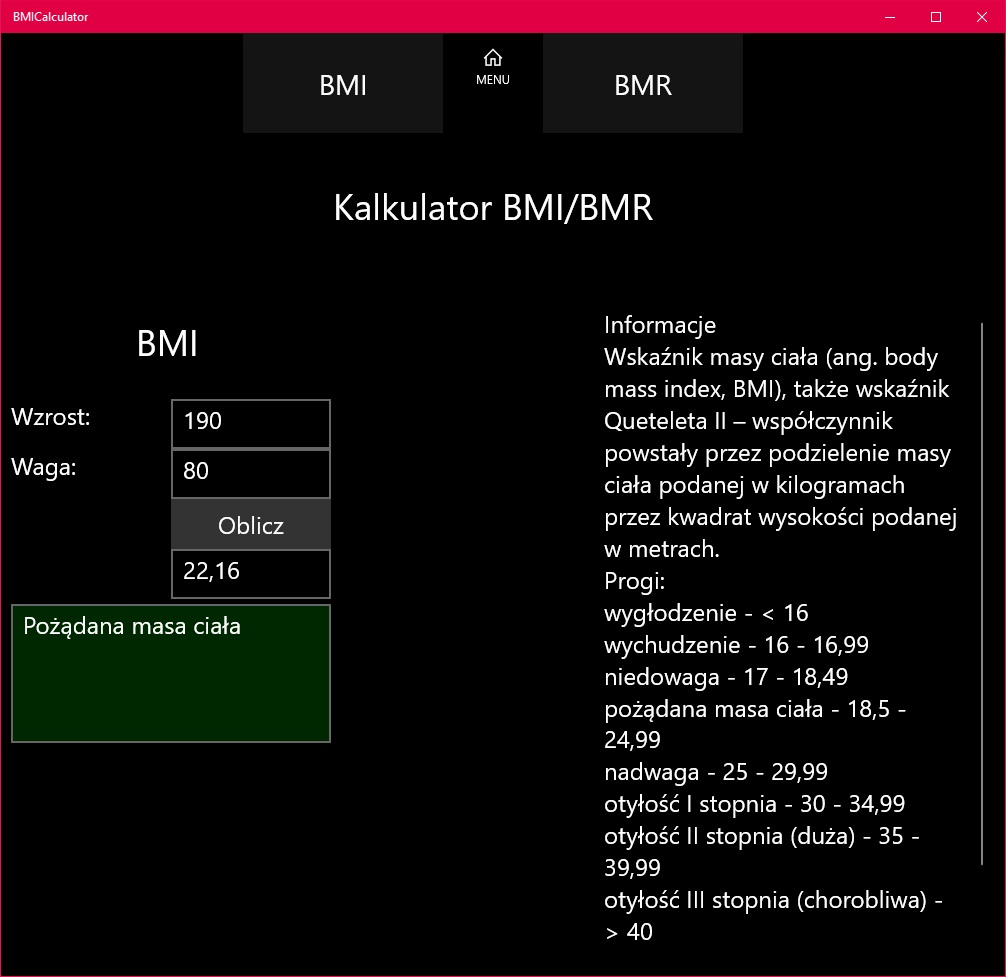 BMICalculator
BMI
MENU
BMR
Kalkulator BMI/BMR
BMI
Wzrost:
190
Waga:
80
Oblicz
22,16
Pożądana masa ciała
Informacje
Wskaźnik masy ciała (ang. body
mass index, BMI), także wskaźnik
Queteleta II – współczynnik
powstały przez podzielenie masy
ciała podanej w kilogramach
przez kwadrat wysokości podanej
w metrach.
Progi:
wygłodzenie - < 16
wychudzenie - 16 - 16,99
niedowaga - 17 - 18,49
pożądana masa ciała - 18,5 -
24,99
nadwaga - 25 - 29,99
otyłość I stopnia - 30 - 34,99
otyłość II stopnia (duża) - 35 -
39,99
otyłość III stopnia (chorobliwa) -
> 40